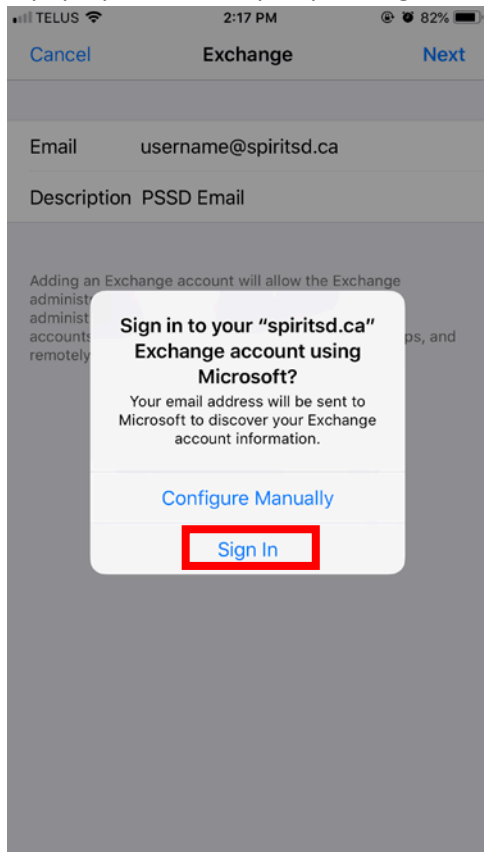 TELUS 2:17 PM 82%
Cancel Exchange Next
Email username@spiritsd.ca
Description PSSD Email
Adding an Exchange account will allow the Exchange
administ
administ
accounts ps, and
remotely
Sign in to your “spiritsd.ca”
Exchange account using
Microsoft?
Your email address will be sent to
Microsoft to discover your Exchange
account information.
Configure Manually
Sign In